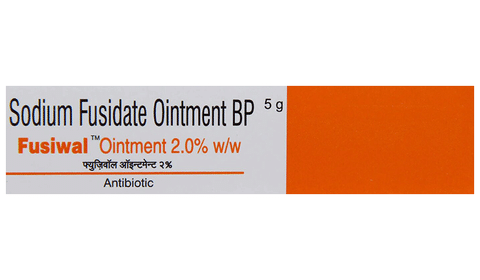 Sodium Fusidate Ointment BP 5 g
Fusiwal™ Ointment 2.0% w/w
फ्युज़िवॉल ऑइन्टमेन्ट २%
Antibiotic